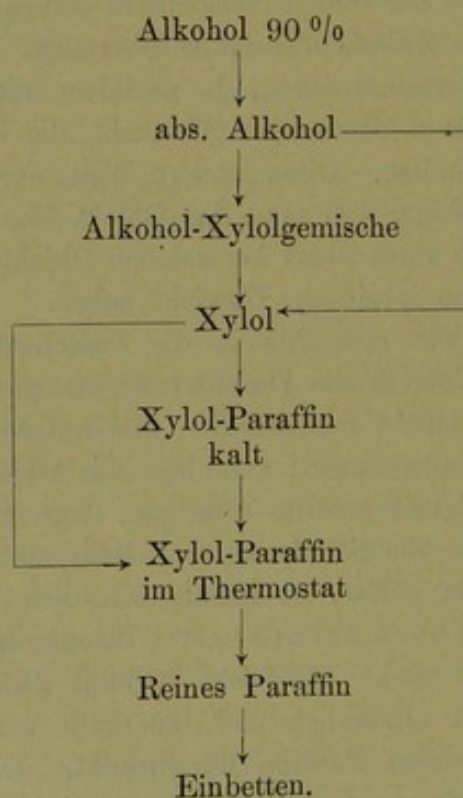 Alkohol 90 %
abs. Alkohol
Alkohol-Xylolgemische
Xylol
Xylol-Paraffin
kalt
Xylol-Paraffin
im Thermostat
Reines Paraffin
Einbetten.